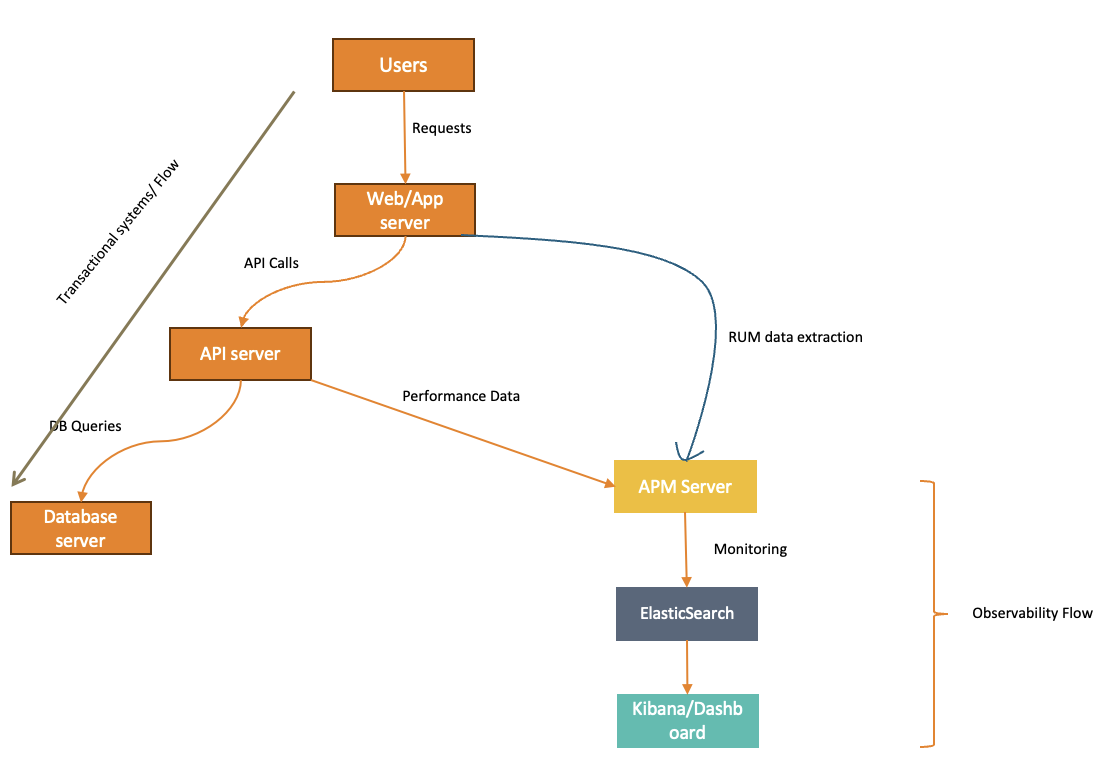 Users
Requests
Transactional systems/ Flow
Web/App
server
API Calls
RUM data extraction
API server
Performance Data
DB Queries
APM Server
Database
server
Monitoring
ElasticSearch
Observability Flow
Kibana/Dashb
oard